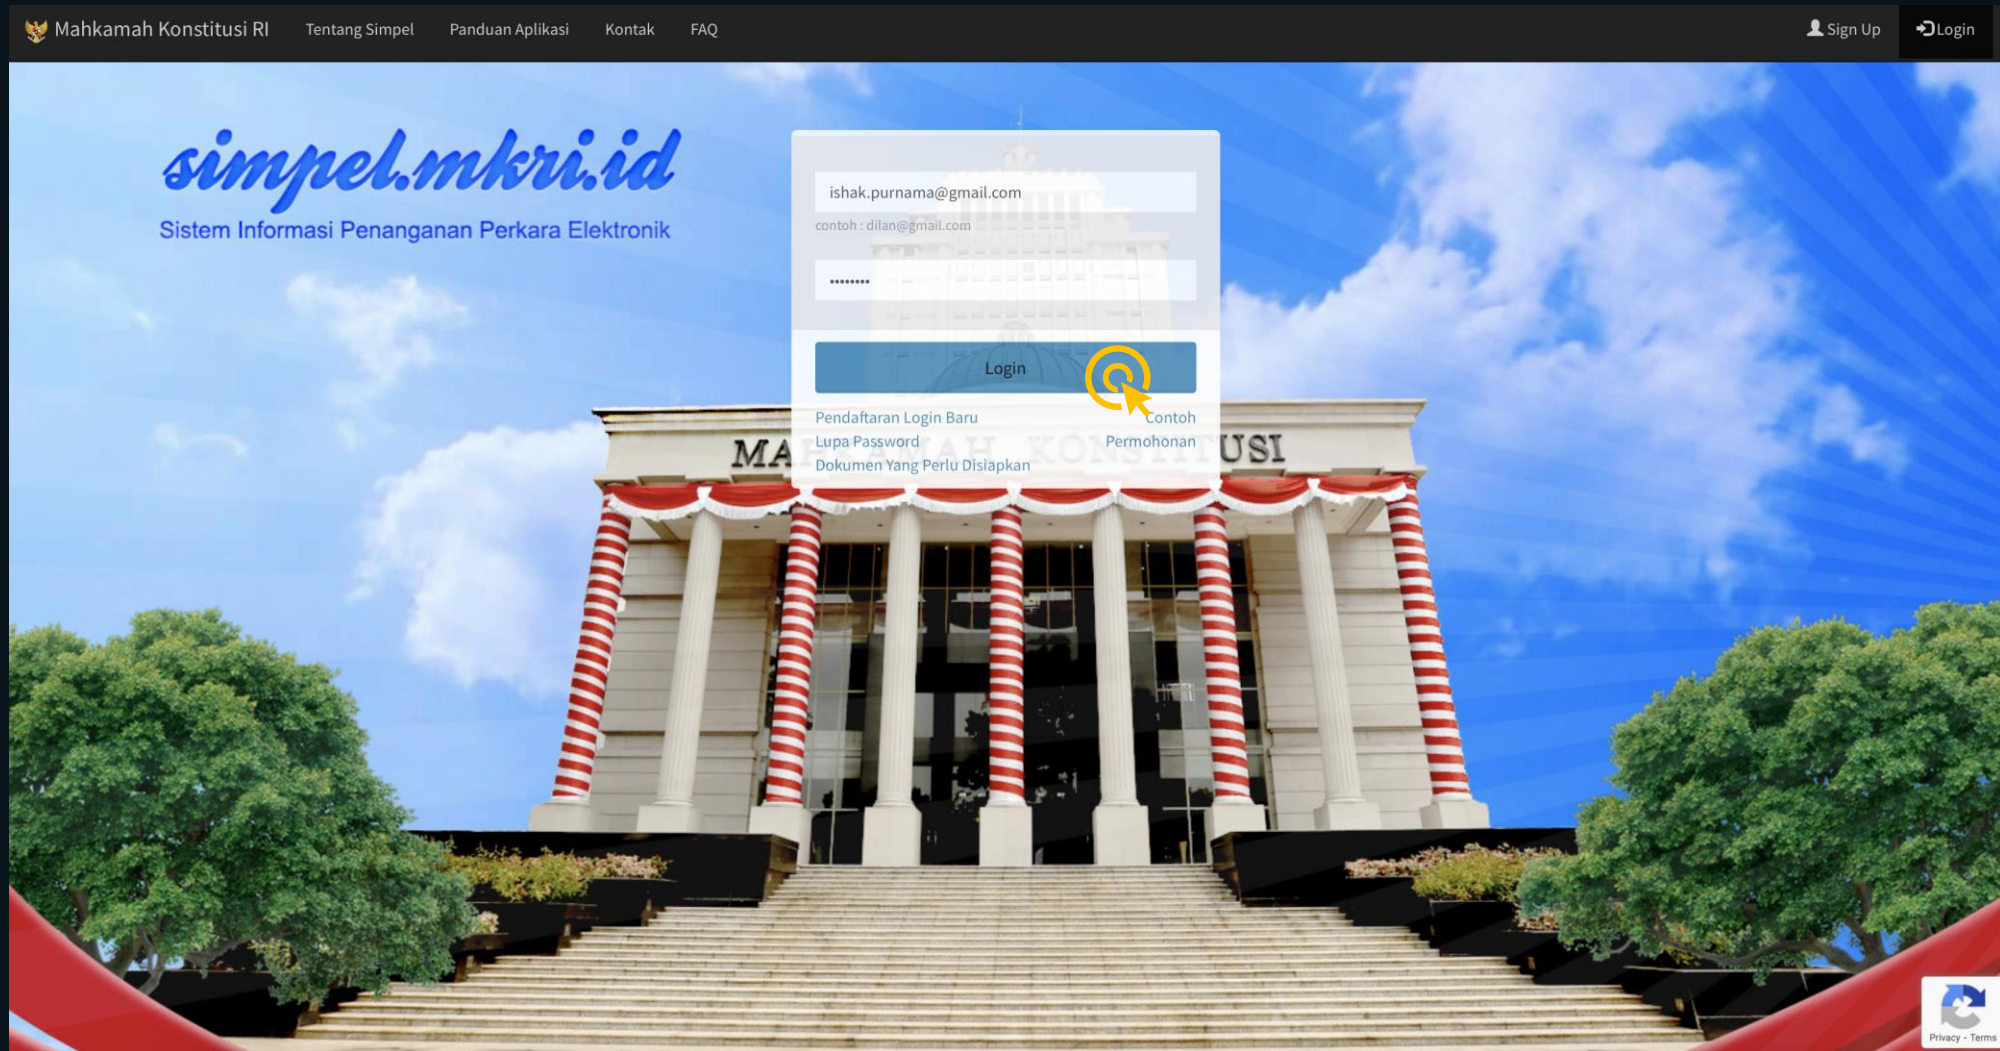 Mahkamah Konstitusi RI
Tentang Simpel
Panduan Aplikasi
Kontak
FAQ
Sign Up
Login
simpel.mkri.id
Sistem Informasi Penanganan Perkara Elektronik
ishak.purnama@gmail.com
contoh : dilan@gmail.com
••••••••
Login
Pendaftaran Login Baru
Contoh
Lupa Password
Permohonan
Dokumen Yang Perlu Disiapkan
MAHKAMAH KONSTITUSI
Privacy - Terms